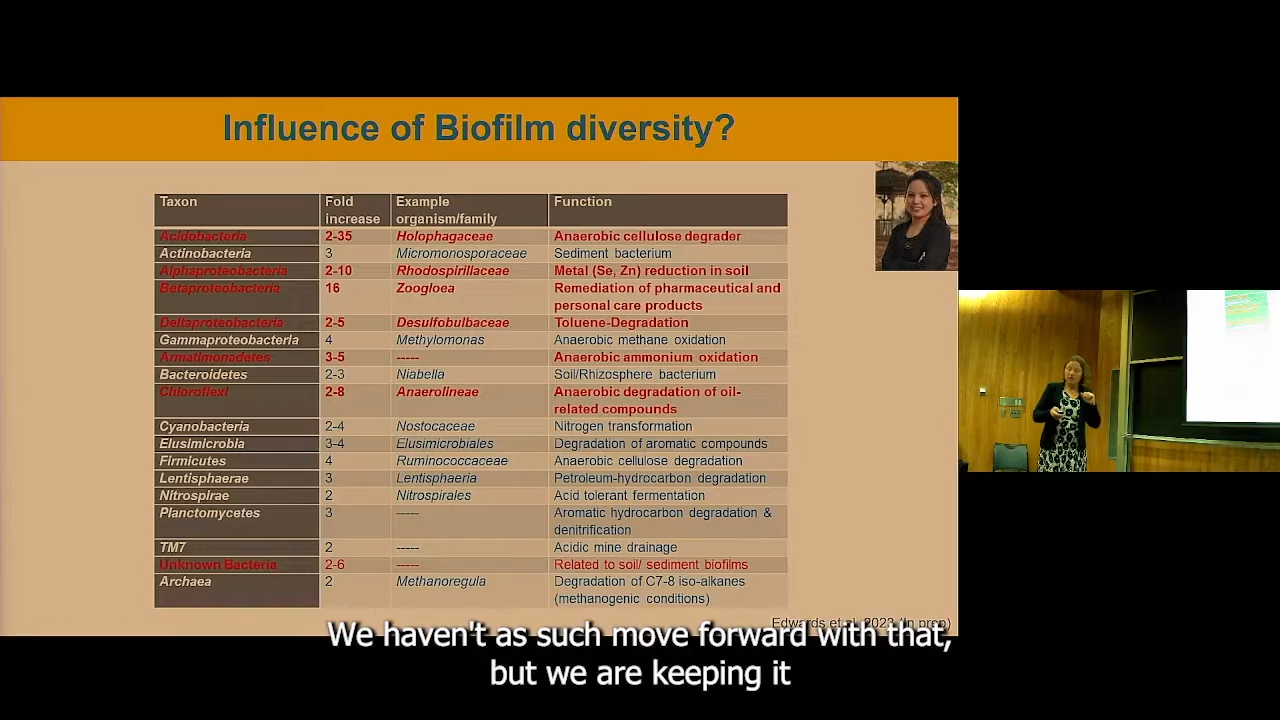 Influence of Biofilm diversity?
Taxon Fold increase Example organism/family Function
Acidobacteria 2-35 Holophagaceae Anaerobic cellulose degrader
Actinobacteria 3 Micromonosporaceae Sediment bacterium
Alphaproteobacteria 2-10 Rhodospirillaceae Metal (Se, Zn) reduction in soil
Betaproteobacteria 16 Zoogloea Remediation of pharmaceutical and
personal care products
Deltaproteobacteria 2-5 Desulfobulbaceae Toluene-Degradation
Gammaproteobacteria 4 Methylomonas Anaerobic methane oxidation
Armatimonadetes 3-5 ----- Anaerobic ammonium oxidation
Bacteroidetes 2-3 Niabella Soil/Rhizosphere bacterium
Chloroflexi 2-8 Anaerolineae Anaerobic degradation of oil-
related compounds
Cyanobacteria 2-4 Nostocaceae Nitrogen transformation
Elusimicrobia 3-4 Elusimicrobiales Degradation of aromatic compounds
Firmicutes 4 Ruminococcaceae Anaerobic cellulose degradation
Lentisphaerae 3 Lentisphaeria Petroleum-hydrocarbon degradation
Nitrospirae 2 Nitrospirales Acid tolerant fermentation
Planctomycetes 3 ----- Aromatic hydrocarbon degradation &
denitrification
TM7 2 ----- Acidic mine drainage
Unknown Bacteria 2-6 ----- Related to soil/ sediment biofilms
Archaea 2 Methanoregula Degradation of C7-8 iso-alkanes
(methanogenic conditions)
Edwards et al. 2023 (In prep)
We haven't as such move forward with that,
but we are keeping it